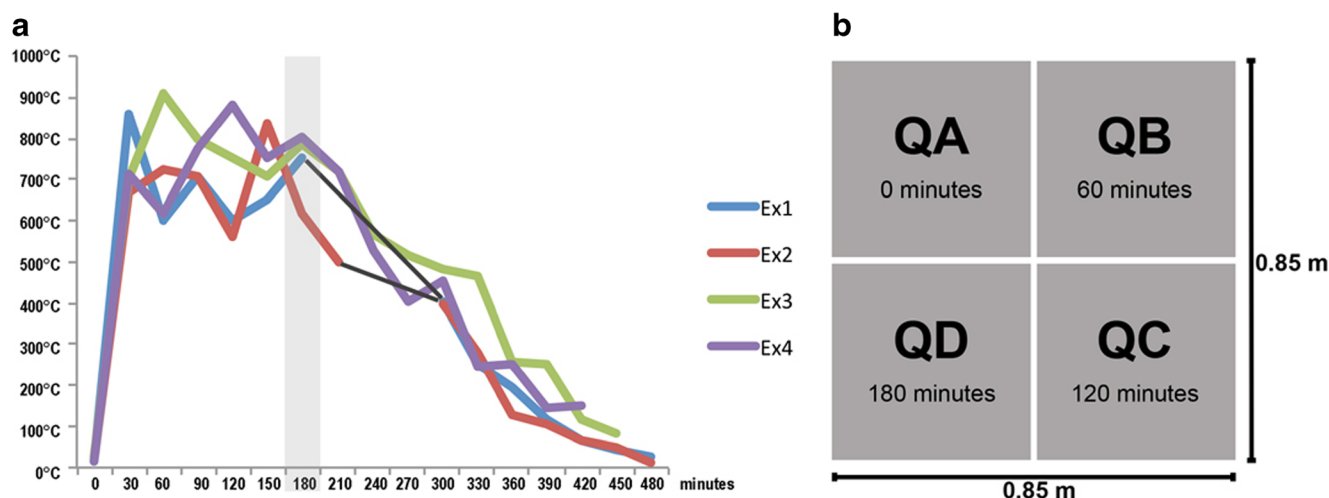 a
1000°C
900°C
800°C
700°C
600°C
500°C
400°C
300°C
200°C
100°C
0°C
0 30 60 90 120 150 180 210 240 270 300 330 360 390 420 450 480 minutes
Ex1
Ex2
Ex3
Ex4
b
QA
0 minutes
QB
60 minutes
QD
180 minutes
QC
120 minutes
0.85 m
0.85 m